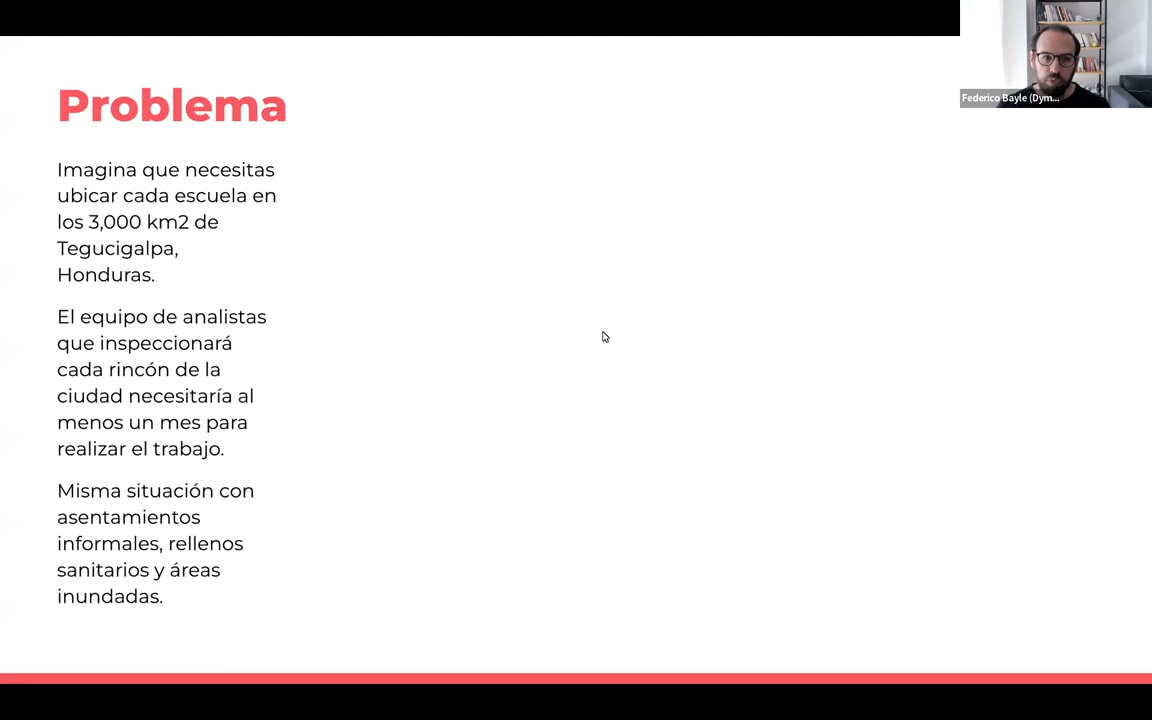 Problema
Imagina que necesitas
ubicar cada escuela en
los 3,000 km2 de
Tegucigalpa,
Honduras.
El equipo de analistas
que inspeccionará
cada rincón de la
ciudad necesitaría al
menos un mes para
realizar el trabajo.
Misma situación con
asentamientos
informales, rellenos
sanitarios y áreas
inundadas.
Federico Bayle (Dym...